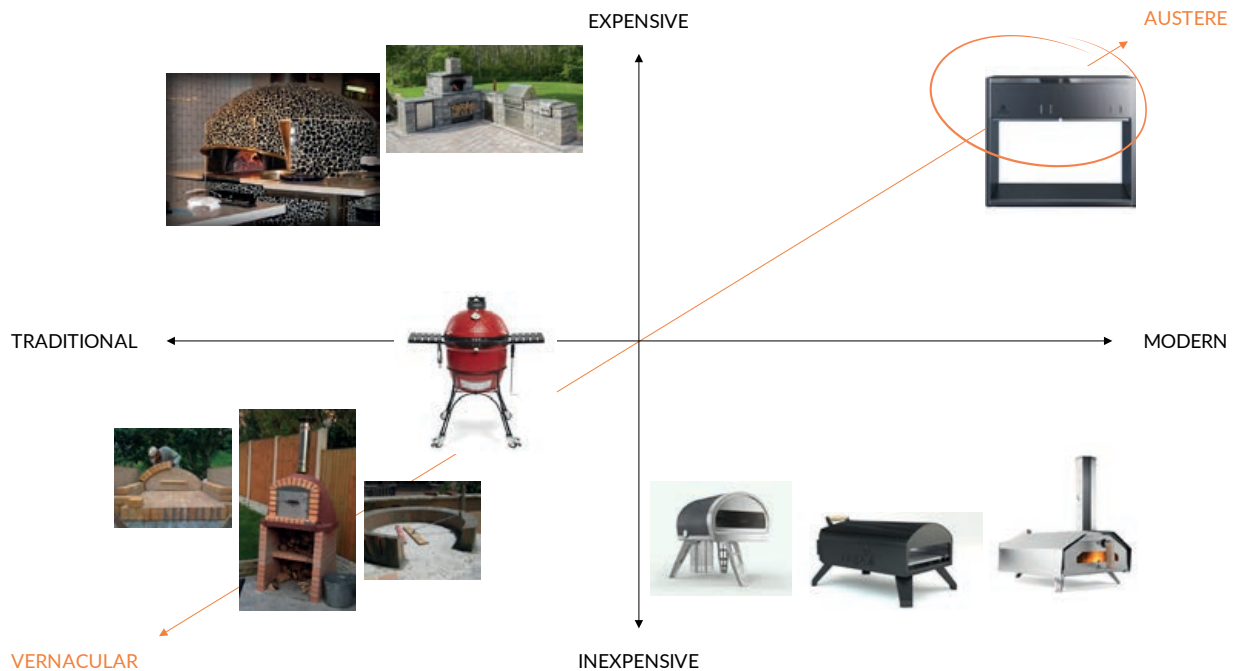 EXPENSIVE
AUSTERE
TRADITIONAL
MODERN
VERNACULAR
INEXPENSIVE